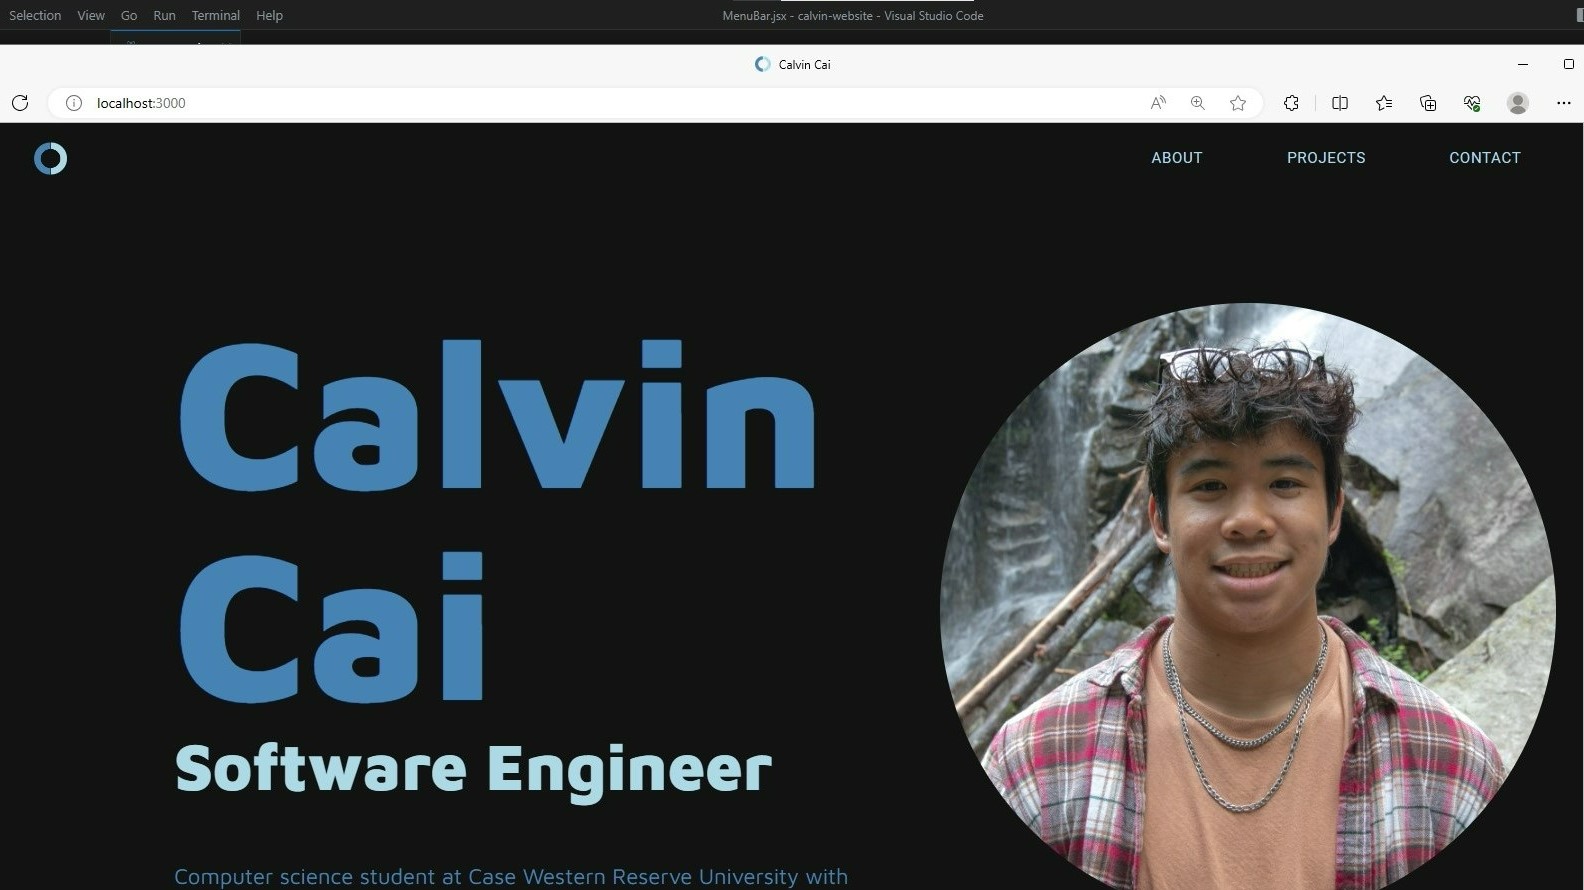 Selection View Go Run Terminal Help MenuBar.jsx - calvin-website - Visual Studio Code
Calvin Cai
localhost:3000
ABOUT PROJECTS CONTACT
Calvin
Cai
Software Engineer
Computer science student at Case Western Reserve University with